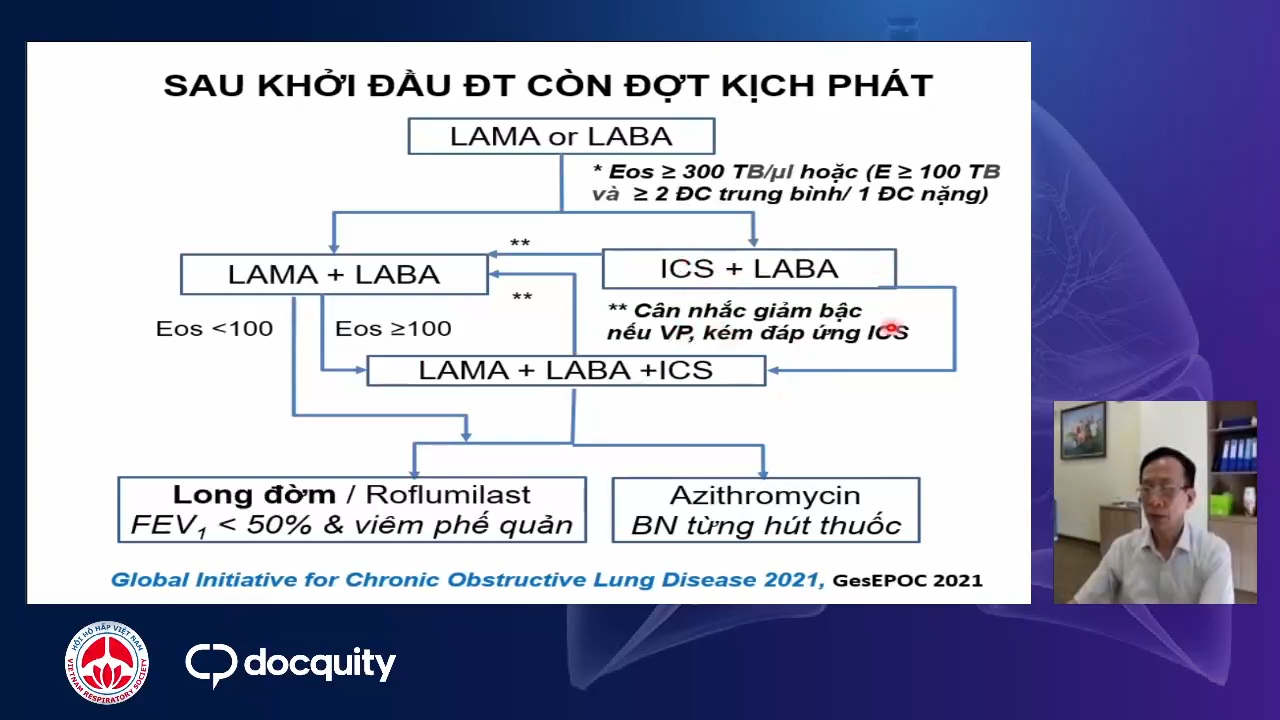 SAU KHỞI ĐẦU ĐT CÒN ĐỢT KỊCH PHÁT
LAMA or LABA
* Eos ≥ 300 TB/µl hoặc (E ≥ 100 TB
và ≥ 2 ĐC trung bình/ 1 ĐC nặng)
**
LAMA + LABA
ICS + LABA
**
** Cân nhắc giảm bậc
nếu VP, kém đáp ứng ICS
Eos <100
Eos ≥100
LAMA + LABA +ICS
Long đờm / Roflumilast
FEV1 < 50% & viêm phế quản
Azithromycin
BN từng hút thuốc
Global Initiative for Chronic Obstructive Lung Disease 2021, GesEPOC 2021
HỘI HÔ HẤP VIỆT NAM
VIETNAM RESPIRATORY SOCIETY
docquity